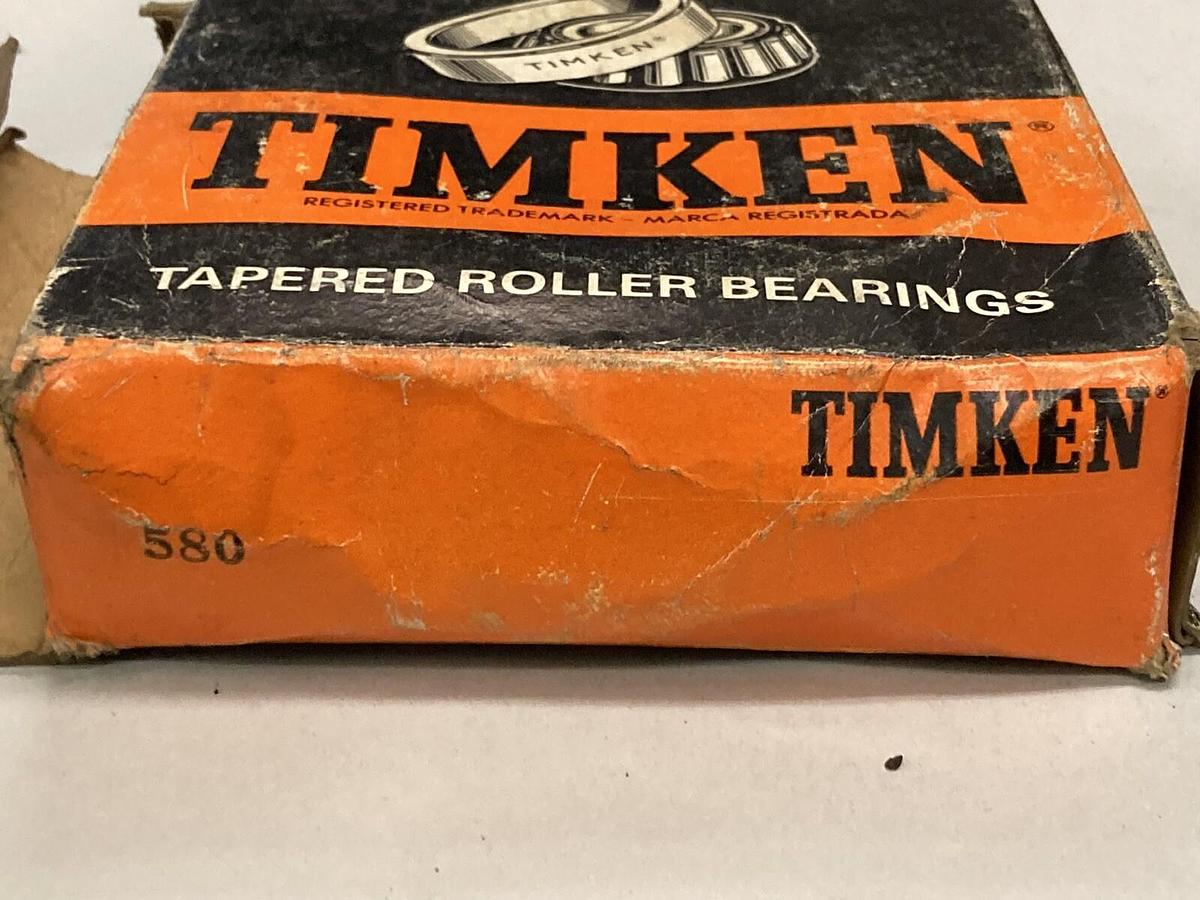 TIMKEN®
TIMKEN®
REGISTERED TRADEMARK - MARCA REGISTRADA
TAPERED ROLLER BEARINGS
TIMKEN®
580